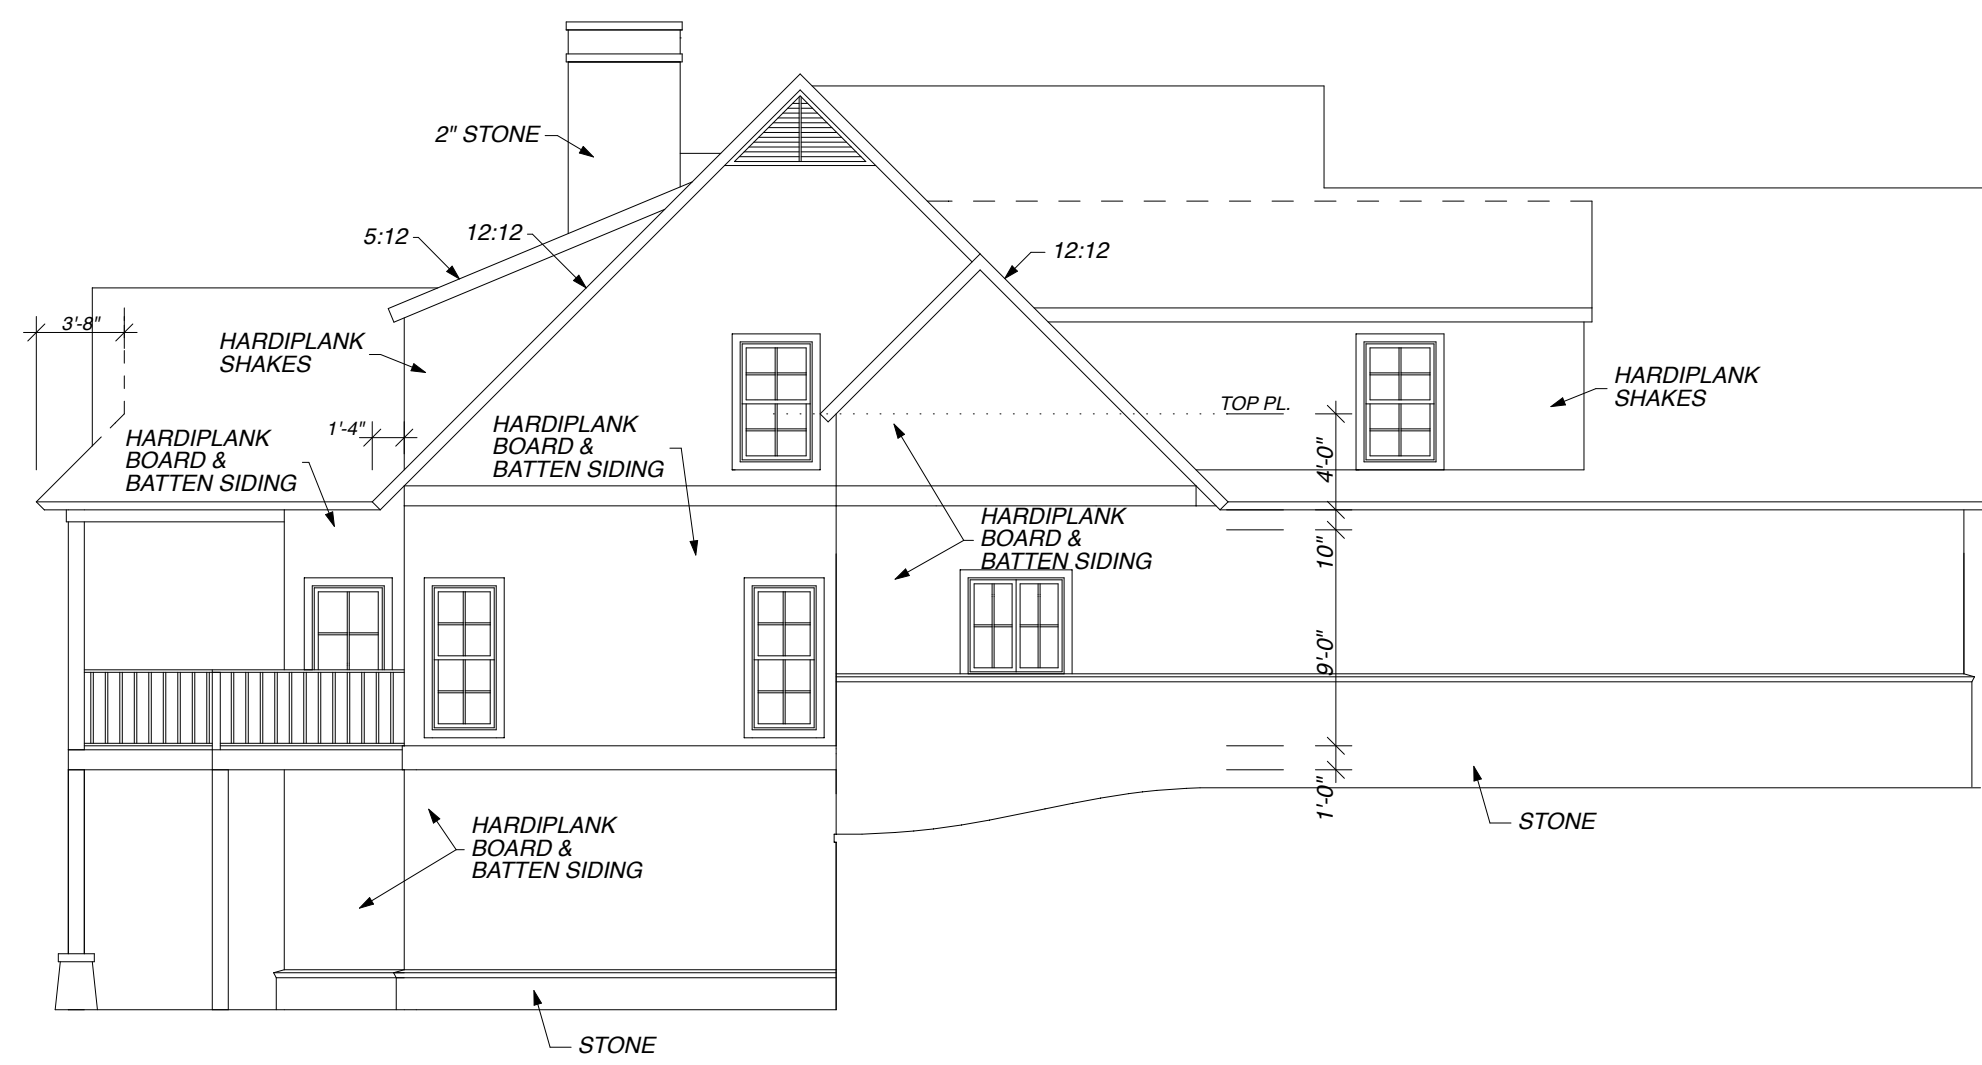 2" STONE
5:12
12:12
12:12
3'-8"
HARDIPLANK
SHAKES
HARDIPLANK
SHAKES
TOP PL.
1'-4"
HARDIPLANK
BOARD &
BATTEN SIDING
HARDIPLANK
BOARD &
BATTEN SIDING
4'-0"
HARDIPLANK
BOARD &
BATTEN SIDING
10"
9'-0"
1'-0"
HARDIPLANK
BOARD &
BATTEN SIDING
STONE
STONE